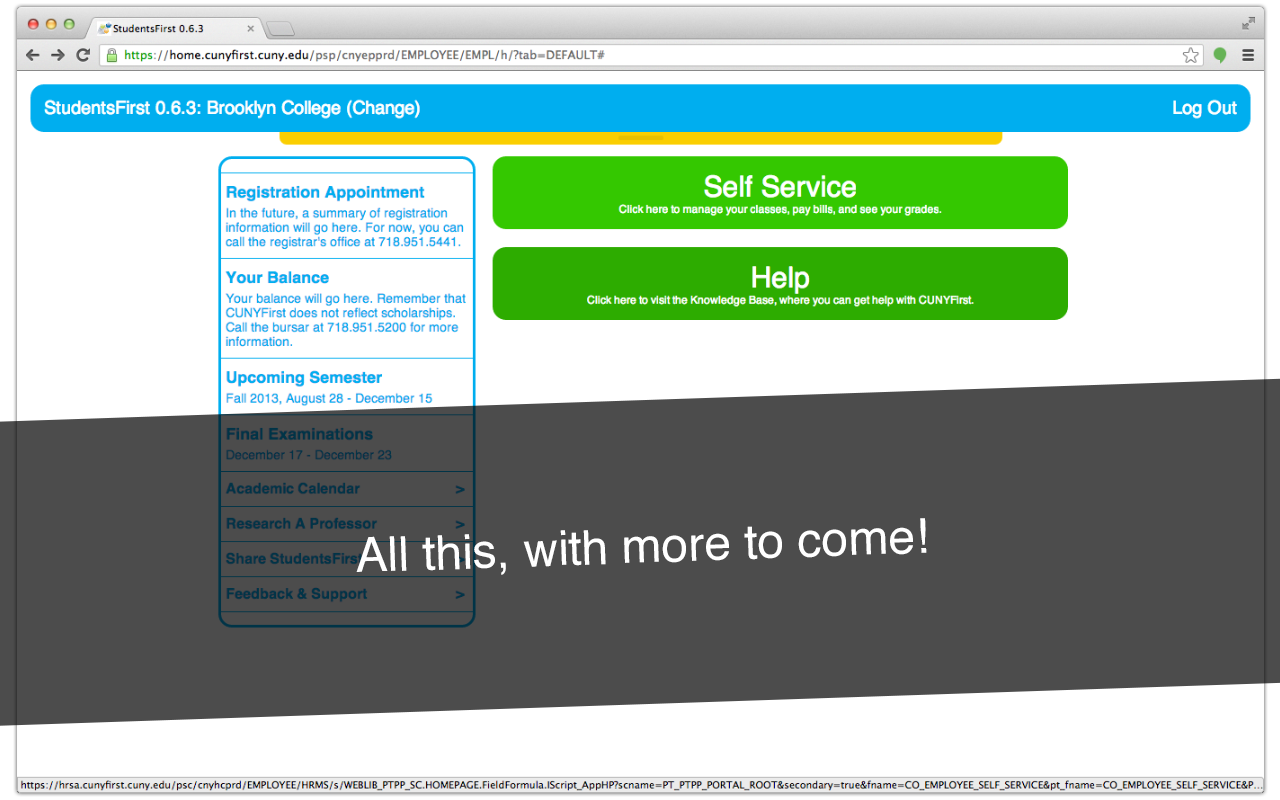 StudentsFirst 0.6.3
https://home.cunyfirst.cuny.edu/psp/cnyepprd/EMPLOYEE/EMPL/h/?tab=DEFAULT#
StudentsFirst 0.6.3: Brooklyn College (Change)
Log Out
Registration Appointment
In the future, a summary of registration
information will go here. For now, you can
call the registrar's office at 718.951.5441.
Your Balance
Your balance will go here. Remember that
CUNYFirst does not reflect scholarships.
Call the bursar at 718.951.5200 for more
information.
Upcoming Semester
Fall 2013, August 28 - December 15
Final Examinations
December 17 - December 23
Academic Calendar >
Research A Professor >
Share StudentsFirst
Feedback & Support >
Self Service
Click here to manage your classes, pay bills, and see your grades.
Help
Click here to visit the Knowledge Base, where you can get help with CUNYFirst.
All this, with more to come!
https://hrsa.cunyfirst.cuny.edu/psc/cnyhcprd/EMPLOYEE/HRMS/s/WEBLIB_PTPP_SC.HOMEPAGE.FieldFormula.IScript_AppHP?scname=PT_PTPP_PORTAL_ROOT&secondary=true&fname=CO_EMPLOYEE_SELF_SERVICE&pt_fname=CO_EMPLOYEE_SELF_SERVICE&P...